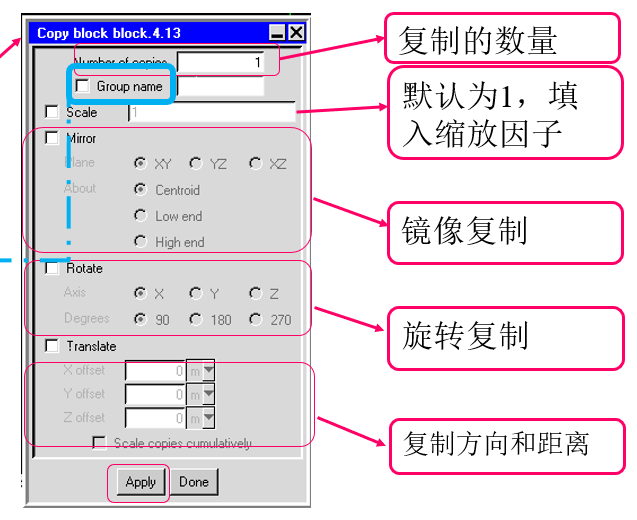 Copy block block.4.13
Number of copies 1
Group name
Scale 1
Mirror
Plane XY YZ XZ
About Centroid
Low end
High end
Rotate
Axis X Y Z
Degrees 90 180 270
Translate
X offset 0 m
Y offset 0 m
Z offset 0 m
Scale copies cumulatively
Apply Done
复制的数量
默认为1，填
入缩放因子
镜像复制
旋转复制
复制方向和距离